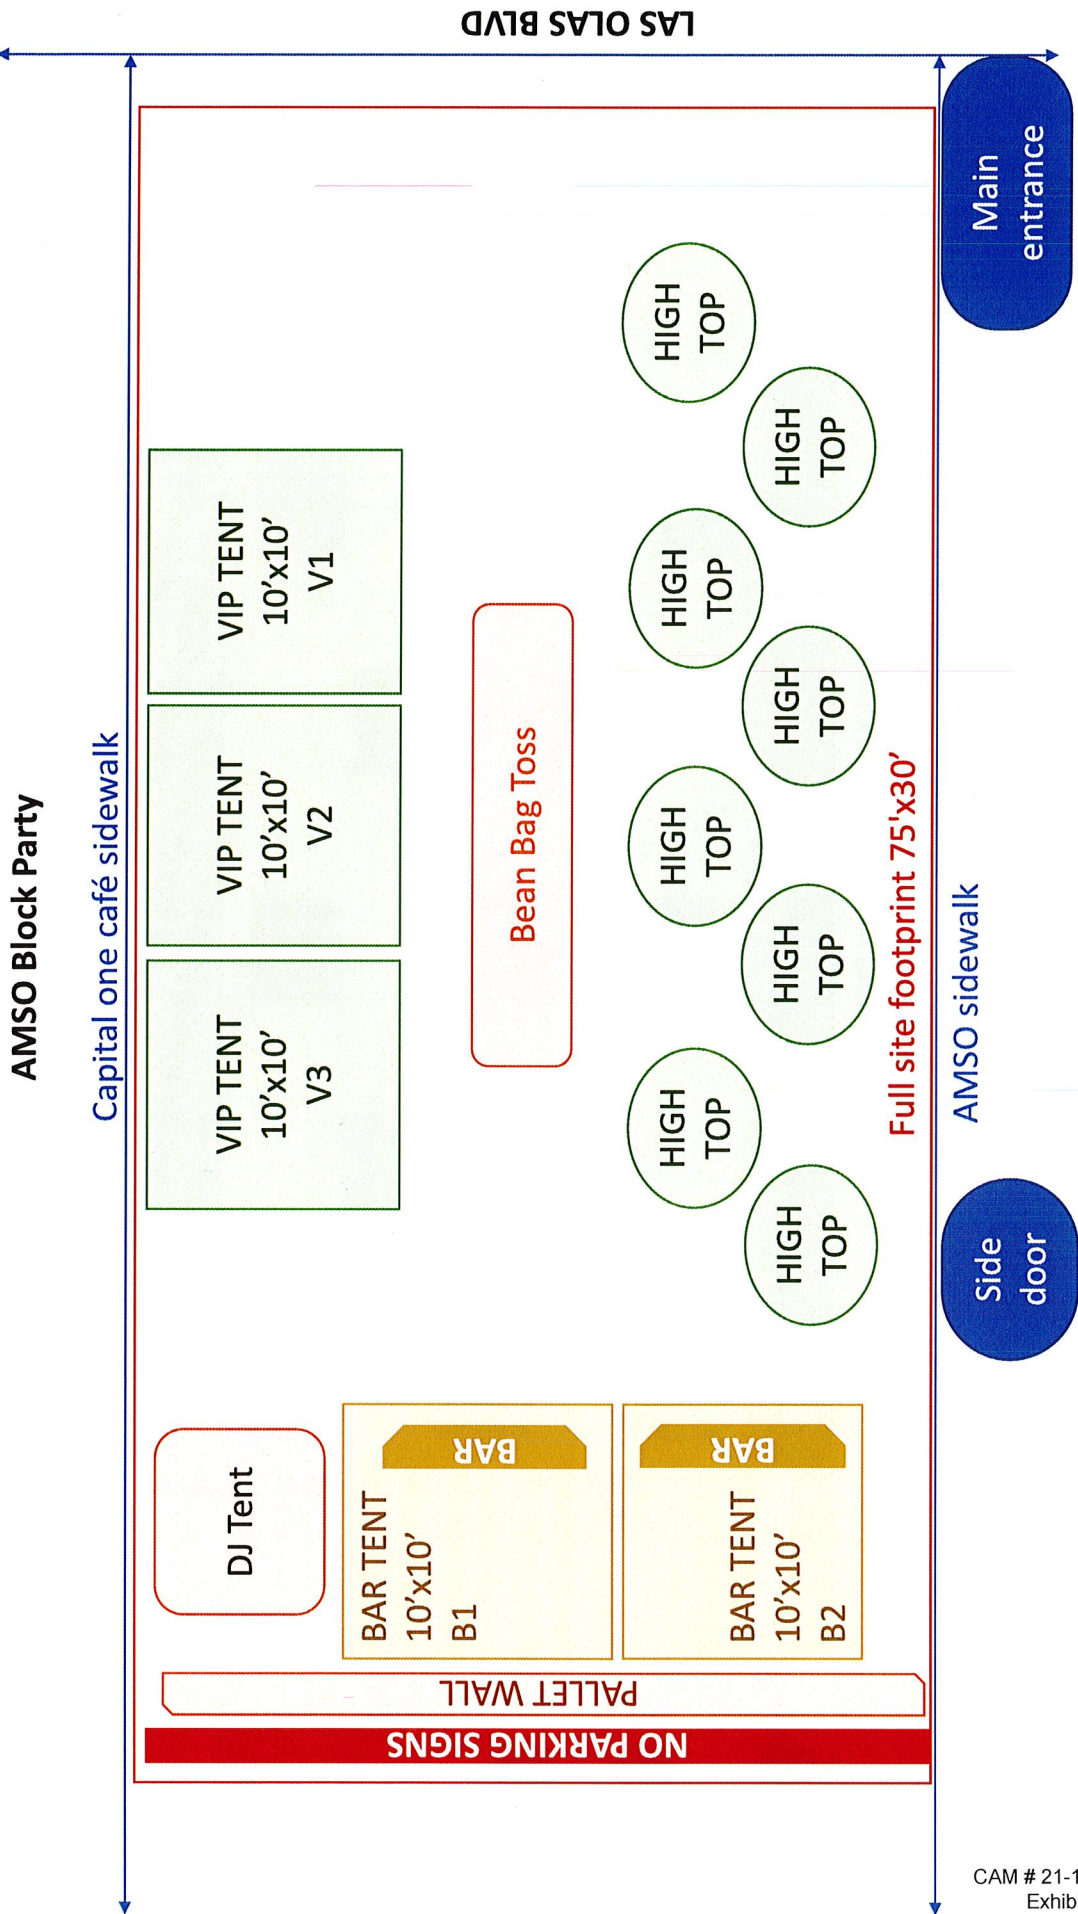 AMSO Block Party
LAS OLAS BLVD
Capital one café sidewalk
VIP TENT
10'x10'
V3
VIP TENT
10'x10'
V2
VIP TENT
10'x10'
V1
DJ Tent
Bean Bag Toss
BAR TENT
10'x10'
B1
BAR
BAR TENT
10'x10'
B2
BAR
PALLET WALL
NO PARKING SIGNS
HIGH
TOP
HIGH
TOP
HIGH
TOP
HIGH
TOP
HIGH
TOP
HIGH
TOP
HIGH
TOP
HIGH
TOP
Full site footprint 75'x30'
AMSO sidewalk
Side
door
Main
entrance
CAM # 21-1
Exhib